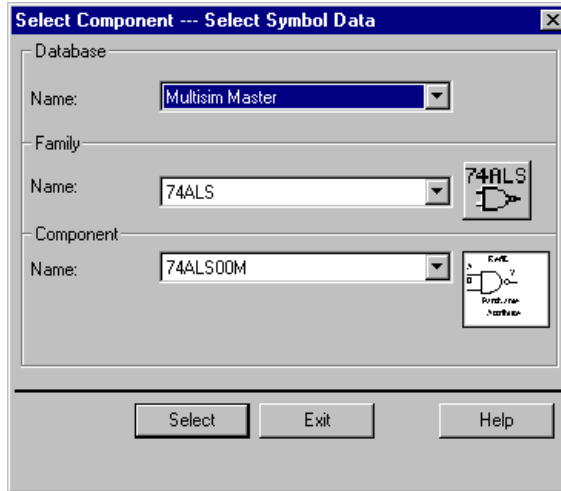 Select Component --- Select Symbol Data
Database
Name:
Multisim Master
Family
Name:
74ALS
74ALS
Component
Name:
74ALS00M
Select
Exit
Help